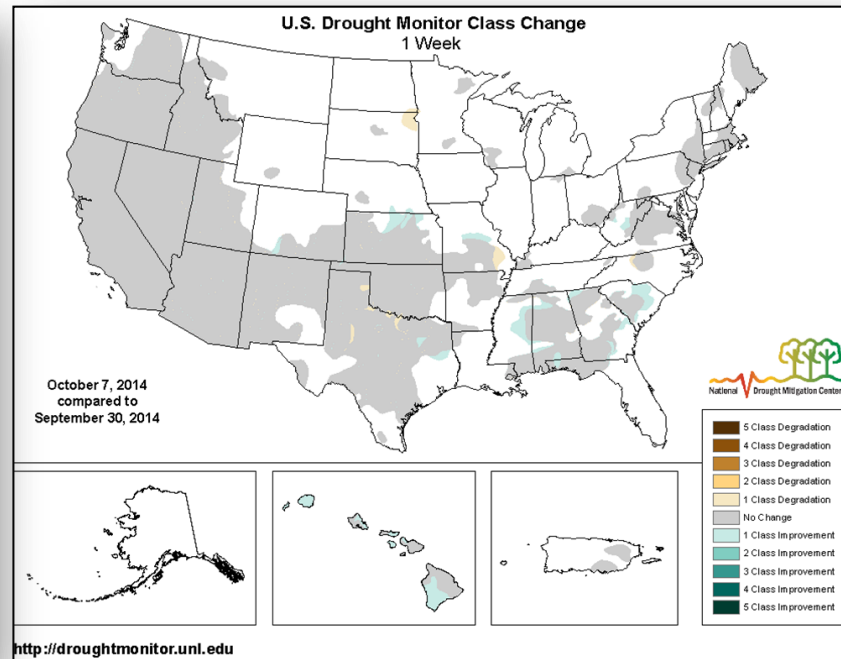 U.S. Drought Monitor Class Change
1 Week
October 7, 2014
compared to
September 30, 2014
National Drought Mitigation Center
5 Class Degradation
4 Class Degradation
3 Class Degradation
2 Class Degradation
1 Class Degradation
No Change
1 Class Improvement
2 Class Improvement
3 Class Improvement
4 Class Improvement
5 Class Improvement
http://droughtmonitor.unl.edu